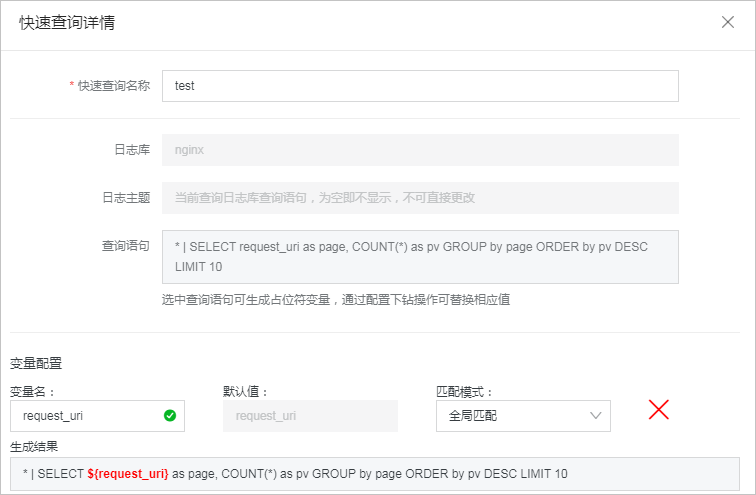 快速查询详情
* 快速查询名称 test
日志库 nginx
日志主题 当前查询日志库查询语句，为空即不显示，不可直接更改
查询语句 * | SELECT request_uri as page, COUNT(*) as pv GROUP by page ORDER by pv DESC
LIMIT 10
选中查询语句可生成占位符变量，通过配置下钻操作可替换相应值
变量配置
变量名： 默认值： 匹配模式：
request_uri request_uri 全局匹配
生成结果
* | SELECT ${request_uri} as page, COUNT(*) as pv GROUP by page ORDER by pv DESC LIMIT 10